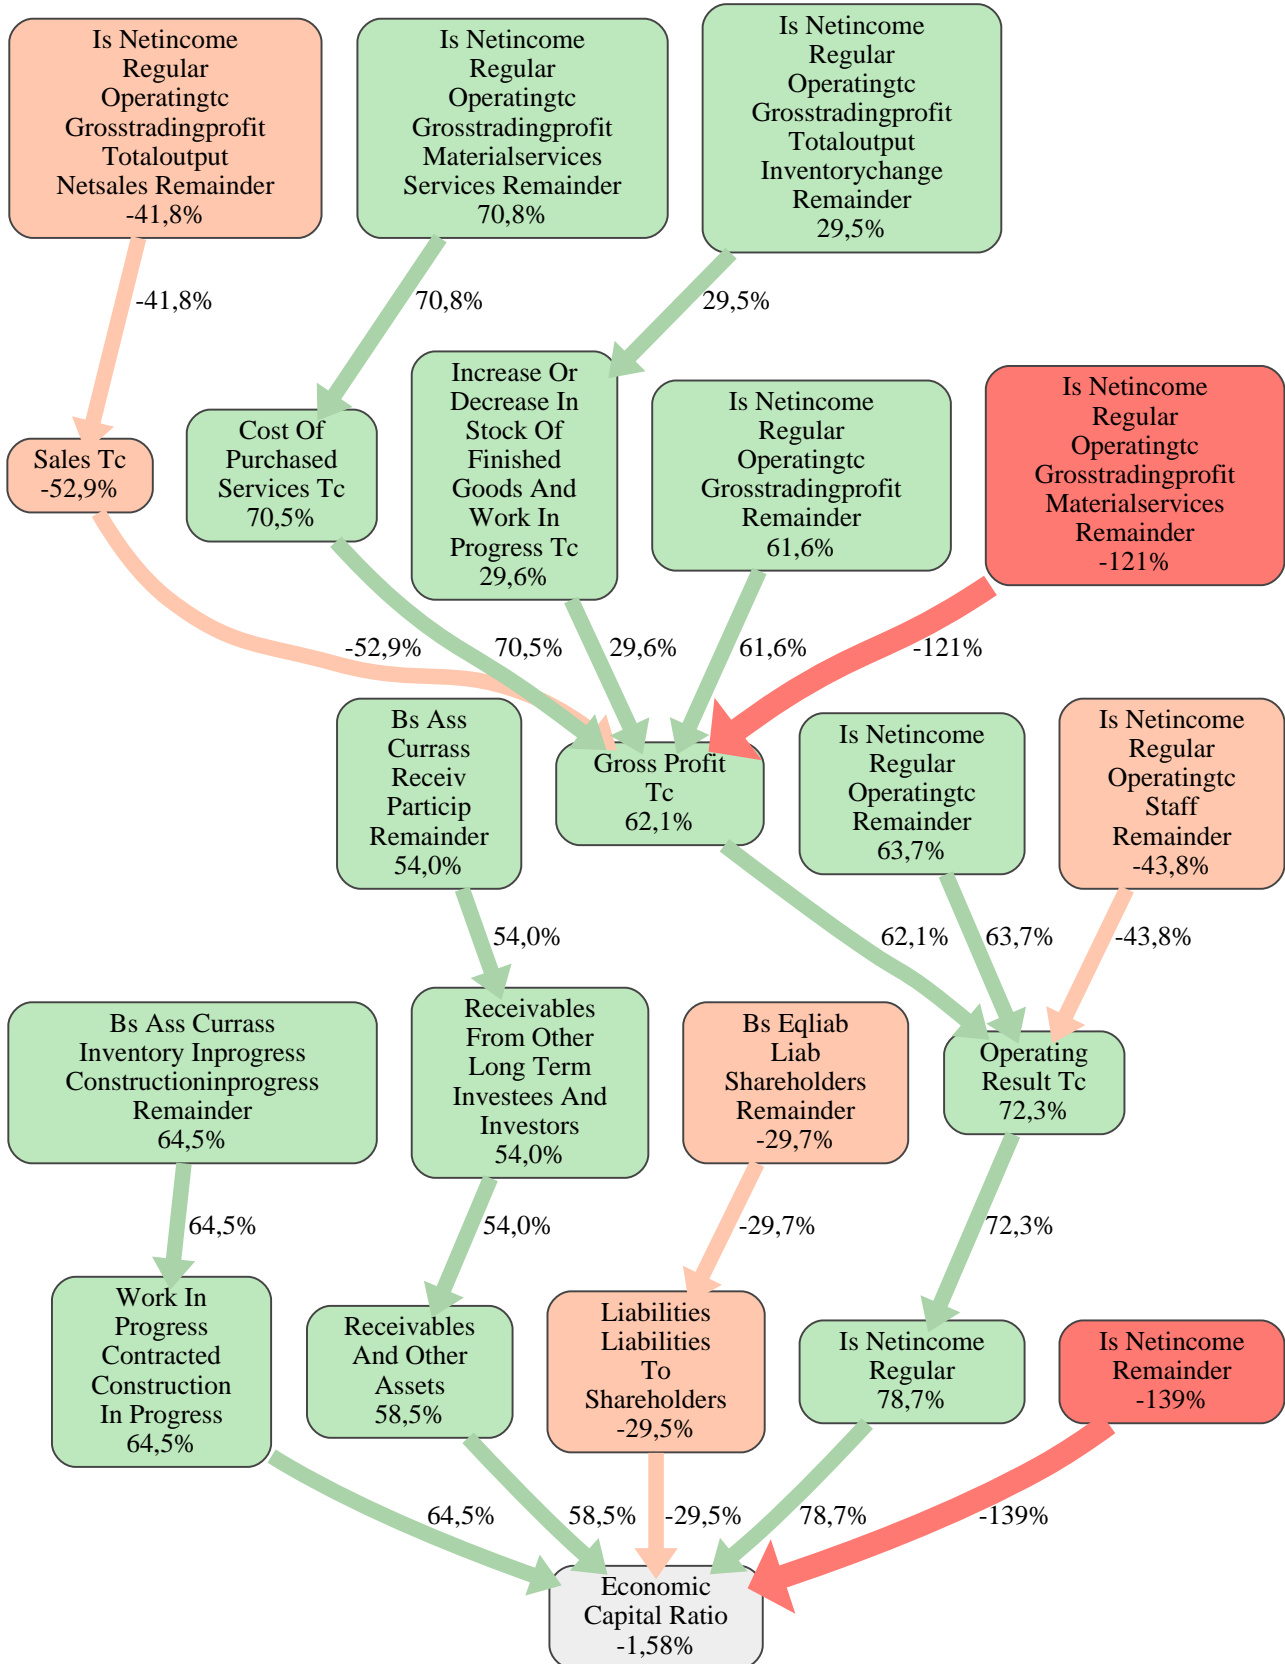 Is Netincome
Regular
Operatingtc
Grosstradingprofit
Totaloutput
Netsales Remainder
-41,8%
Is Netincome
Regular
Operatingtc
Grosstradingprofit
Materialservices
Services Remainder
70,8%
Is Netincome
Regular
Operatingtc
Grosstradingprofit
Totaloutput
Inventorychange
Remainder
29,5%
-41,8%
70,8%
29,5%
Sales Tc
-52,9%
Cost Of
Purchased
Services Tc
70,5%
Increase Or
Decrease In
Stock Of
Finished
Goods And
Work In
Progress Tc
29,6%
Is Netincome
Regular
Operatingtc
Grosstradingprofit
Remainder
61,6%
Is Netincome
Regular
Operatingtc
Grosstradingprofit
Materialservices
Remainder
-121%
-52,9%
70,5%
29,6%
61,6%
-121%
Bs Ass
Currass
Receiv
Particip
Remainder
54,0%
Gross Profit
Tc
62,1%
Is Netincome
Regular
Operatingtc
Remainder
63,7%
Is Netincome
Regular
Operatingtc
Staff
Remainder
-43,8%
54,0%
62,1%
63,7%
-43,8%
Bs Ass Currass
Inventory Inprogress
Constructioninprogress
Remainder
64,5%
Receivables
From Other
Long Term
Investees And
Investors
54,0%
Bs Eqliab
Liab
Shareholders
Remainder
-29,7%
Operating
Result Tc
72,3%
64,5%
54,0%
-29,7%
72,3%
Work In
Progress
Contracted
Construction
In Progress
64,5%
Receivables
And Other
Assets
58,5%
Liabilities
Liabilities
To
Shareholders
-29,5%
Is Netincome
Regular
78,7%
Is Netincome
Remainder
-139%
64,5%
58,5%
-29,5%
78,7%
-139%
Economic
Capital Ratio
-1,58%